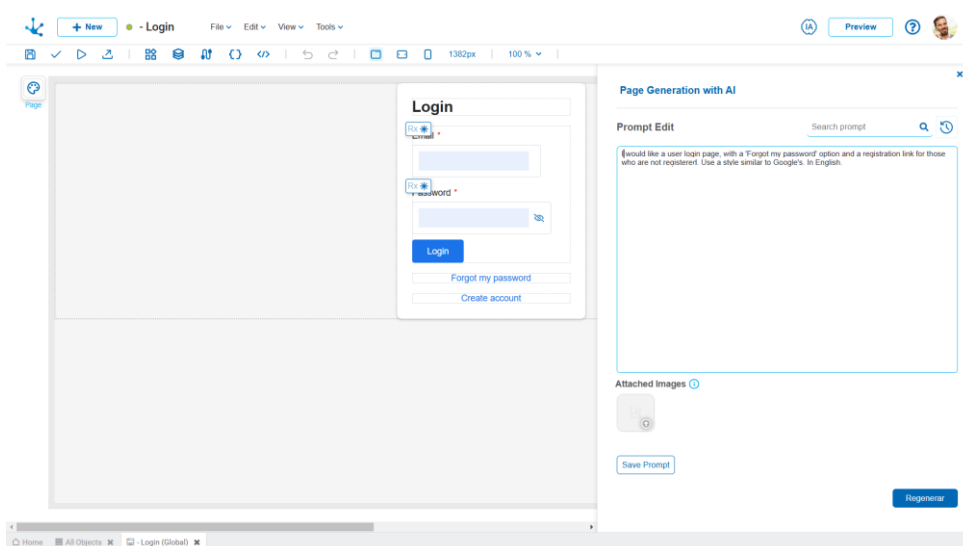 + New
- Login
File
Edit
View
Tools
IA
Preview
?
1382px
100 %
Page
Login
Rx
Email *
Rx
Password *
Login
Forgot my password
Create account
Page Generation with AI
Prompt Edit
Search prompt
I would like a user login page, with a 'Forgot my password' option and a registration link for those
who are not registererl. Use a style similar to Google's. In English.
Attached Images
Save Prompt
Regenerar
Home
All Objects
- Login (Global)